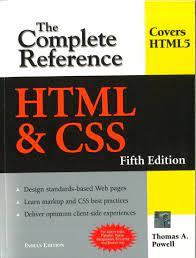 The
Complete
Reference
Covers
HTML5
HTML
& CSS
Fifth Edition
• Design standards-based Web pages
• Learn markup and CSS best practices
• Deliver optimum client-side experiences
INDIAN EDITION
Thomas A.
Powell